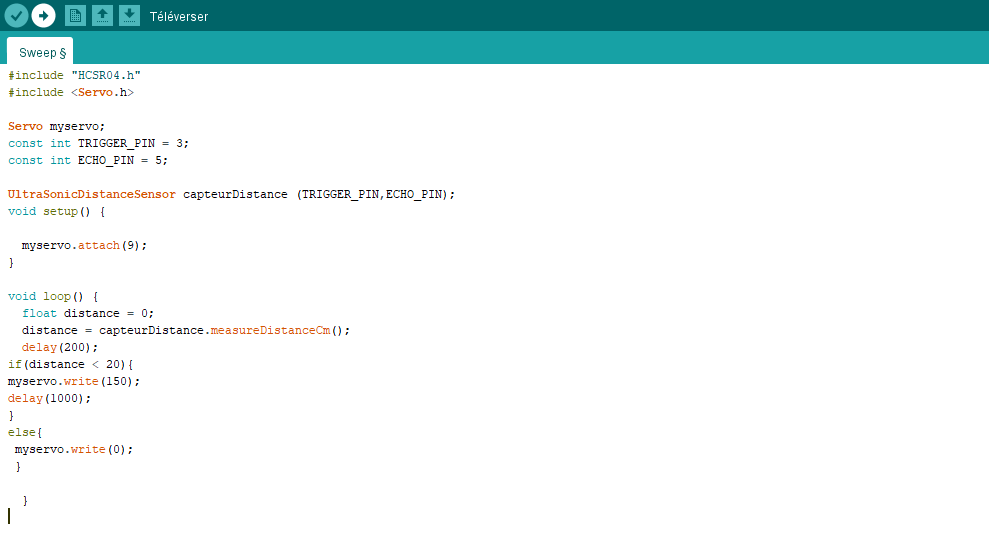 Téléverser
Sweep §
#include "HCSR04.h"
#include <Servo.h>
Servo myservo;
const int TRIGGER_PIN = 3;
const int ECHO_PIN = 5;
UltraSonicDistanceSensor capteurDistance (TRIGGER_PIN,ECHO_PIN);
void setup() {
  myservo.attach(9);
}
void loop() {
  float distance = 0;
  distance = capteurDistance.measureDistanceCm();
  delay(200);
if(distance < 20){
myservo.write(150);
delay(1000);
}
else{
 myservo.write(0);
 }
  }